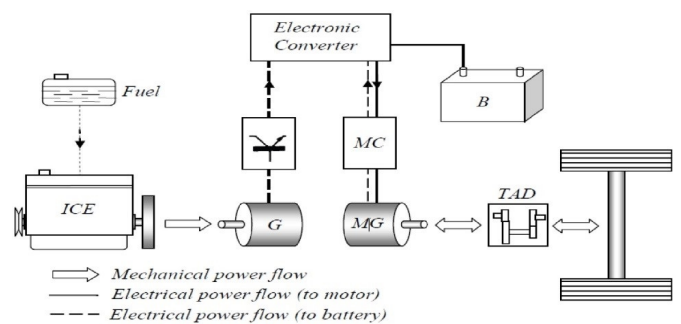 Electronic
Converter
Fuel
B
MC
ICE
G
M/G
TAD
Mechanical power flow
Electrical power flow (to motor)
Electrical power flow (to battery)